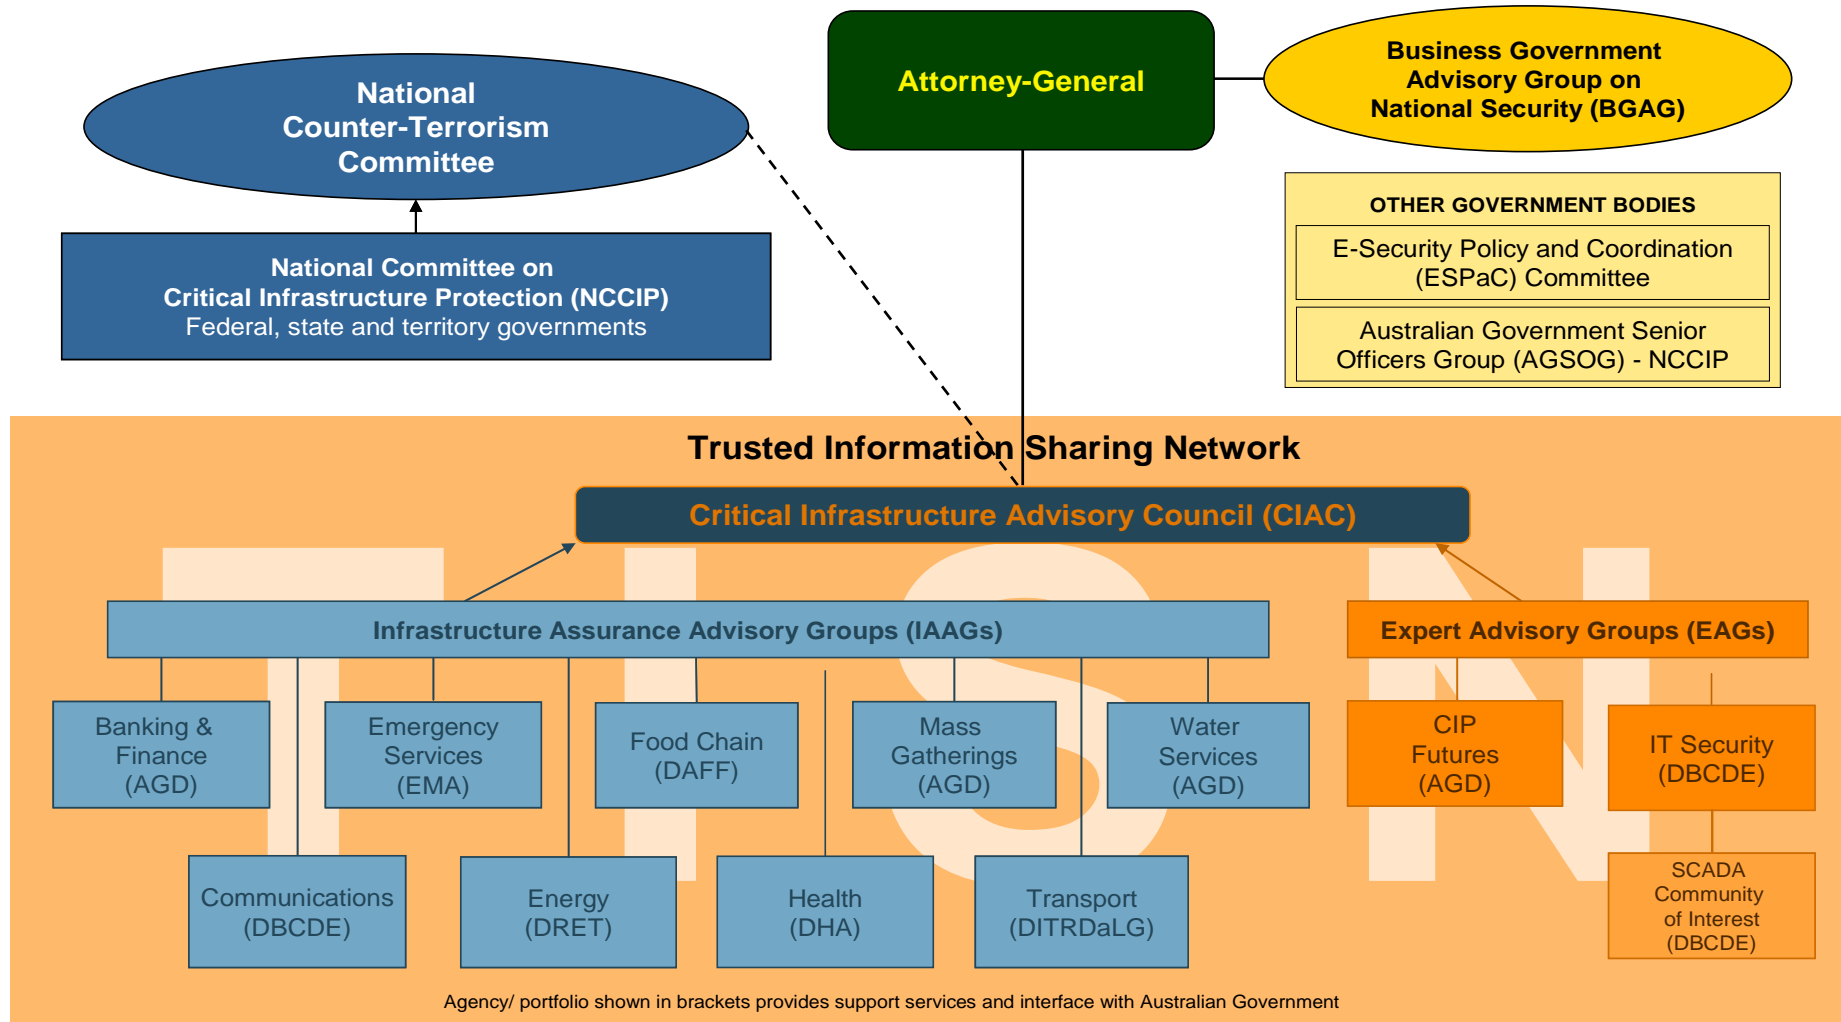 National
Counter-Terrorism
Committee
Attorney-General
Business Government
Advisory Group on
National Security (BGAG)
National Committee on
Critical Infrastructure Protection (NCCIP)
Federal, state and territory governments
OTHER GOVERNMENT BODIES
E-Security Policy and Coordination
(ESPaC) Committee
Australian Government Senior
Officers Group (AGSOG) - NCCIP
Trusted Information Sharing Network
Critical Infrastructure Advisory Council (CIAC)
TISN
Infrastructure Assurance Advisory Groups (IAAGs)
Expert Advisory Groups (EAGs)
Banking &
Finance
(AGD)
Emergency
Services
(EMA)
Food Chain
(DAFF)
Mass
Gatherings
(AGD)
Water
Services
(AGD)
CIP
Futures
(AGD)
IT Security
(DBCDE)
Communications
(DBCDE)
Energy
(DRET)
Health
(DHA)
Transport
(DITRDaLG)
SCADA
Community
of Interest
(DBCDE)
Agency/ portfolio shown in brackets provides support services and interface with Australian Government